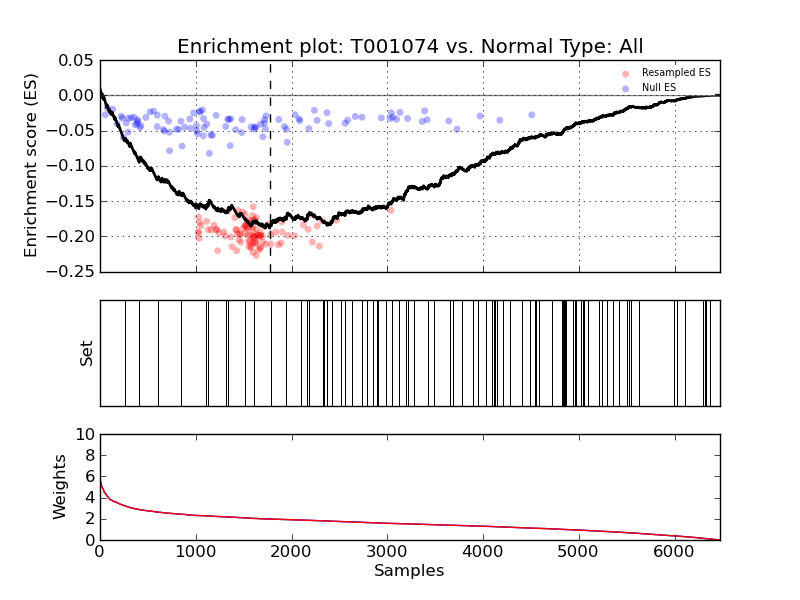 Enrichment plot: T001074 vs. Normal Type: All
Enrichment score (ES)
0.05
0.00
−0.05
−0.10
−0.15
−0.20
−0.25
Resampled ES
Null ES
Set
Weights
10
8
6
4
2
0
0 1000 2000 3000 4000 5000 6000
Samples